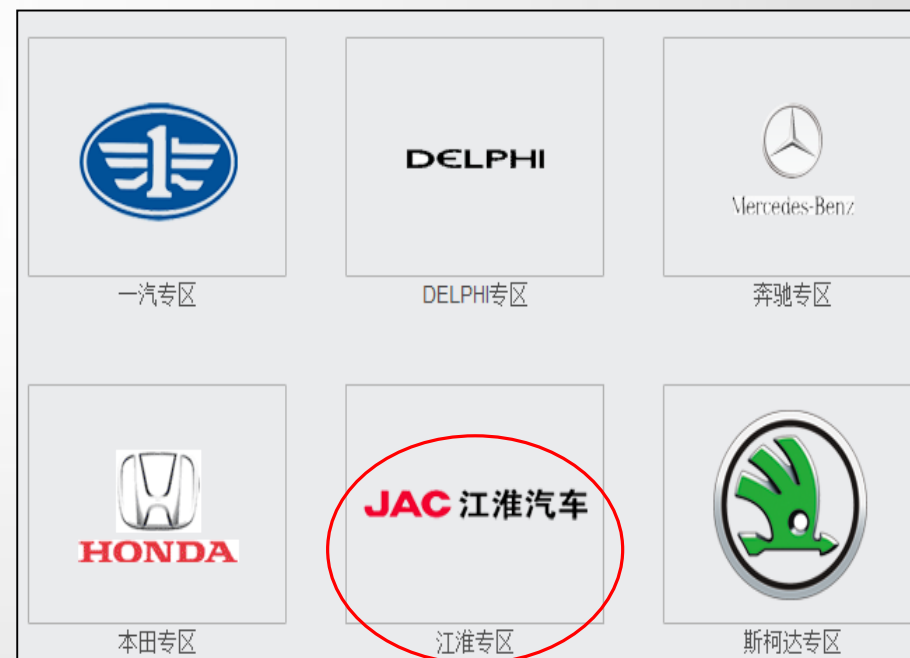 DELPHI
Mercedes-Benz
一汽专区
DELPHI专区
奔驰专区
HONDA
JAC 江淮汽车
本田专区
江淮专区
斯柯达专区